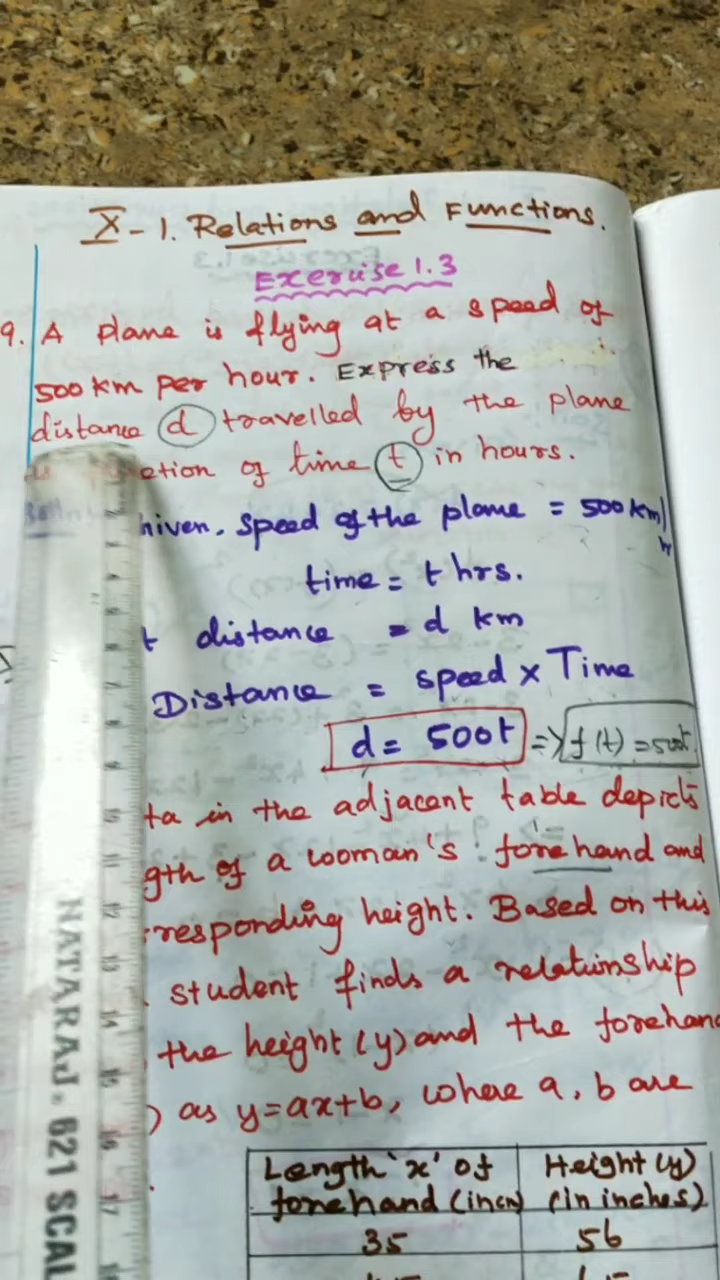 X-1. Relations and Functions.
Exercise 1.3
9. A plane is flying at a speed of
500 km per hour. Express the
distance d travelled by the plane
of time t in hours.
speed of the plane = 500 km/
time = t hrs.
distance = d km
Distance = speed × Time
d = 500t => f(t) = 500t
ta in the adjacent table depicts
gth of a woman's forehand and
responding height. Based on this
student finds a relationship
the height (y) and the forehand
) as y=ax+b, where a, b are
Length 'x' of forehand (in cm)
Height (y) (in inches)
35 56
NATARAJ. 621 SCAL